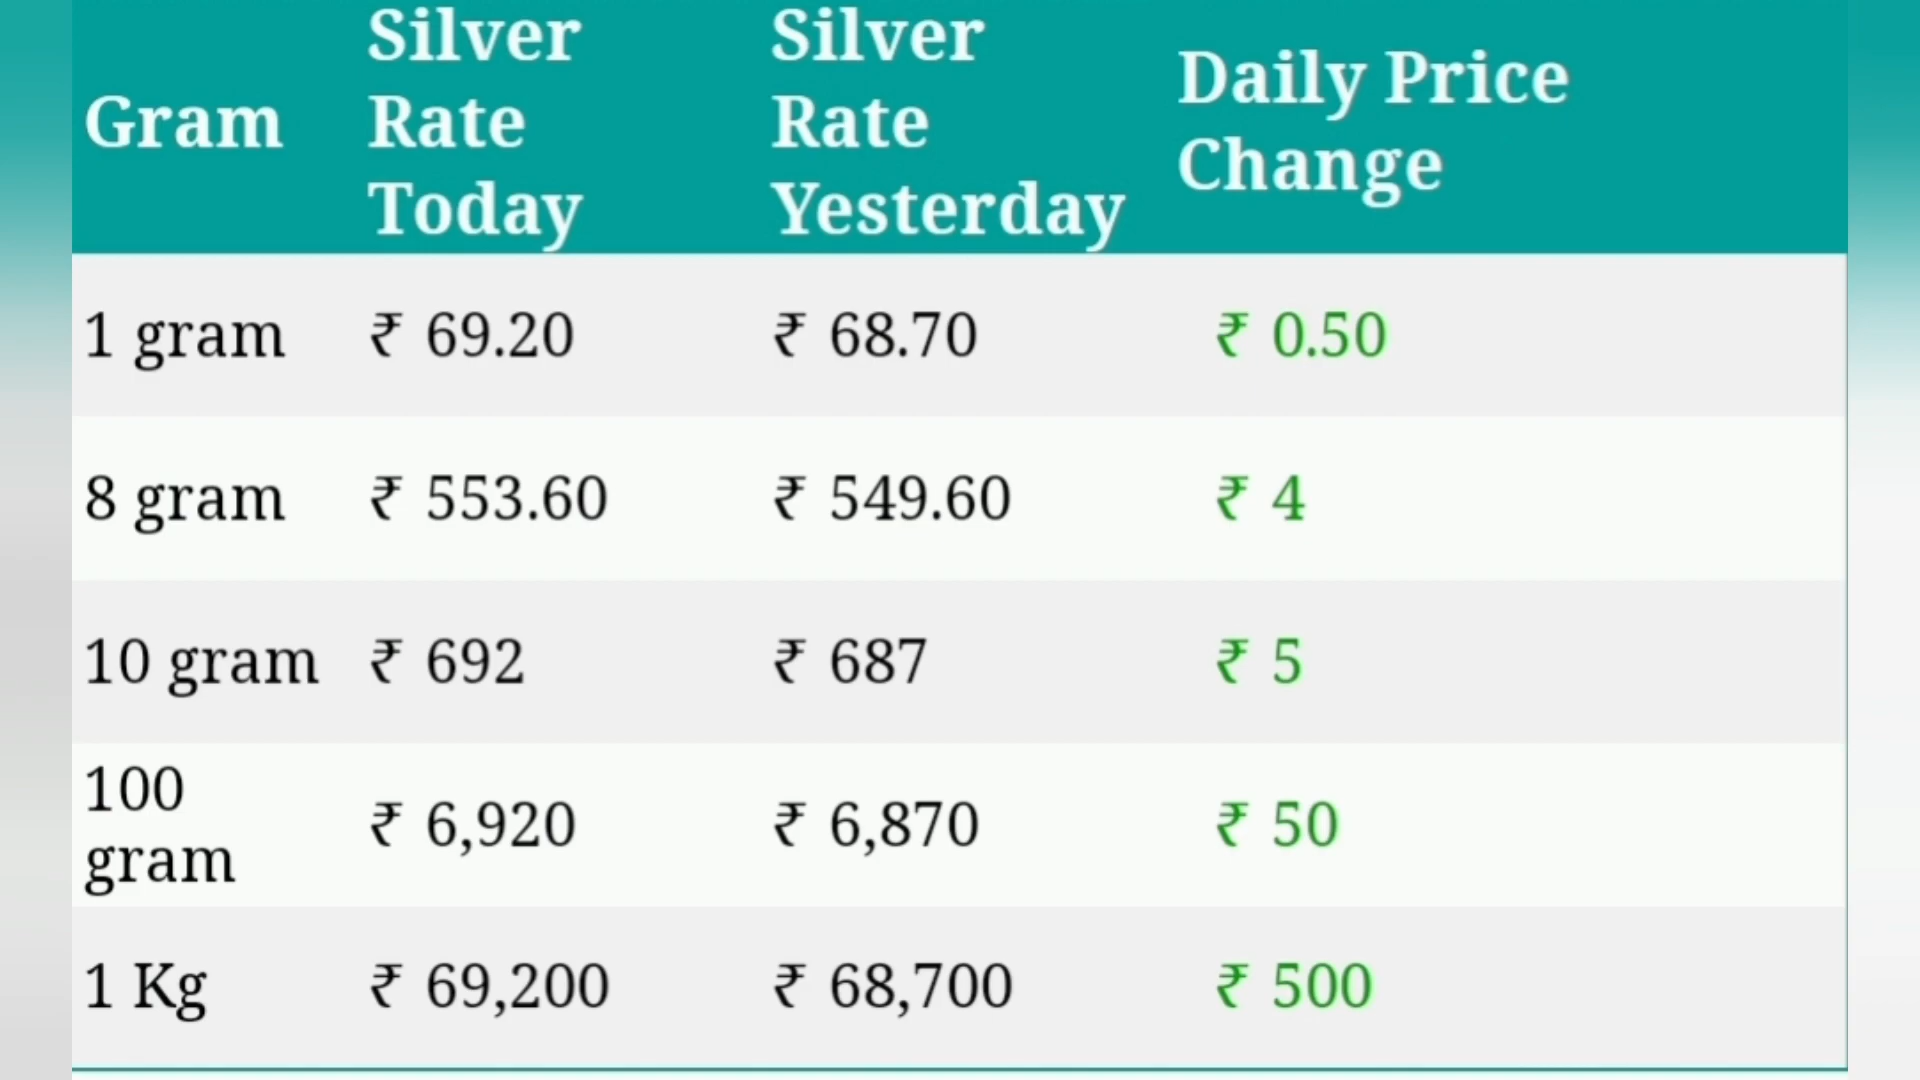 Gram
Silver
Rate
Today
Silver
Rate
Yesterday
Daily Price
Change
1 gram ₹ 69.20 ₹ 68.70 ₹ 0.50
8 gram ₹ 553.60 ₹ 549.60 ₹ 4
10 gram ₹ 692 ₹ 687 ₹ 5
100
gram
₹ 6,920 ₹ 6,870 ₹ 50
1 Kg ₹ 69,200 ₹ 68,700 ₹ 500